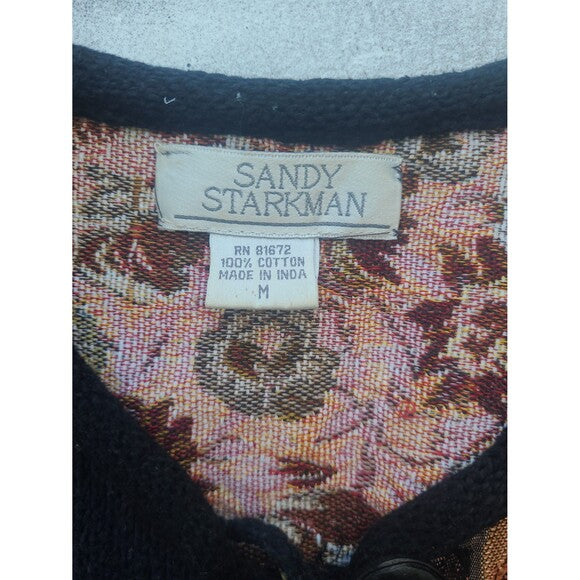 SANDY
STARKMAN
RN 81672
100% COTTON
MADE IN INDA
M